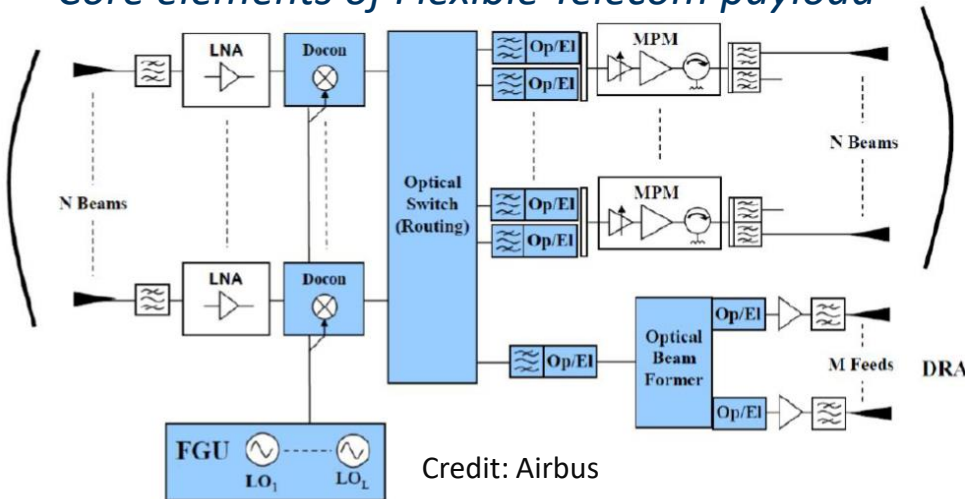 Core elements of Flexible Telecom payload
LNA
Docon
N Beams
LNA
Docon
FGU
LO1
LOL
Optical
Switch
(Routing)
Op/El
Op/El
MPM
Op/El
Op/El
MPM
N Beams
Op/El
Optical
Beam
Former
Op/El
Op/El
M Feeds
DRA
Credit: Airbus